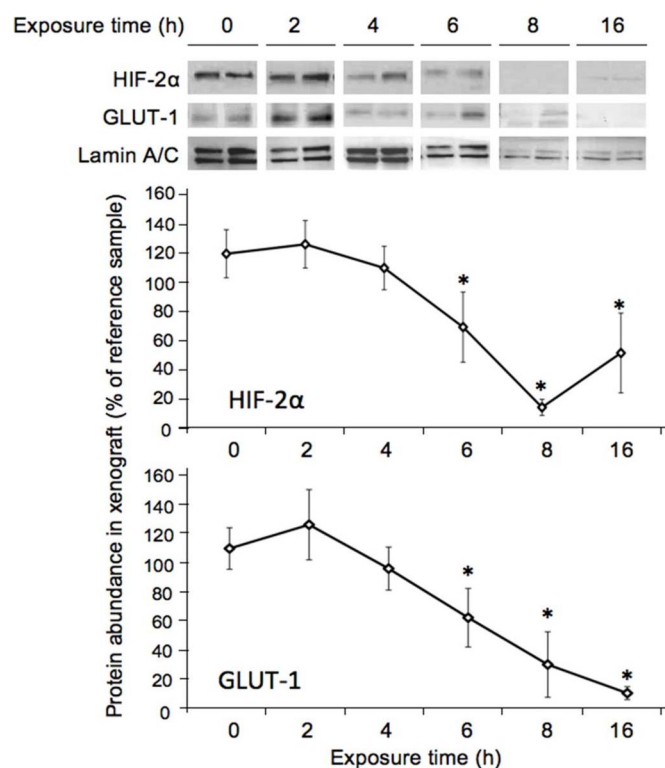 Exposure time (h) 0 2 4 6 8 16
HIF-2α
GLUT-1
Lamin A/C
Protein abundance in xenograft (% of reference sample)
160
140
120
100
80
60
40
20
0
*
*
*
HIF-2α
0 2 4 6 8 16
160
140
120
100
80
60
40
20
0
*
*
*
GLUT-1
0 2 4 6 8 16
Exposure time (h)